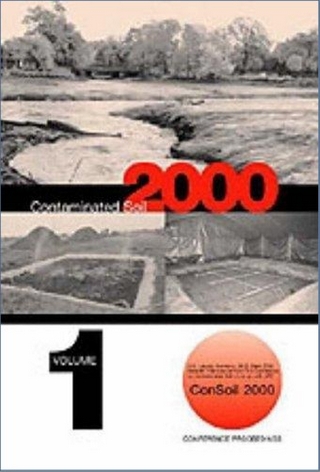 2000
Contaminated Soil
VOLUME
1
ConSoil 2000
CONFERENCE PROCEEDINGS